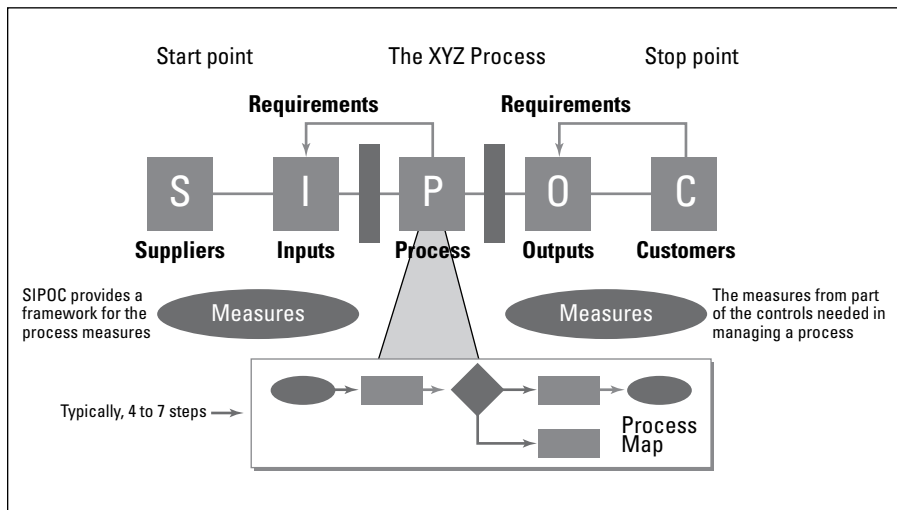 Start point
The XYZ Process
Stop point
Requirements
Requirements
S
I
P
O
C
Suppliers
Inputs
Process
Outputs
Customers
SIPOC provides a
framework for the
process measures
Measures
Measures
The measures from part
of the controls needed in
managing a process
Typically, 4 to 7 steps
Process
Map